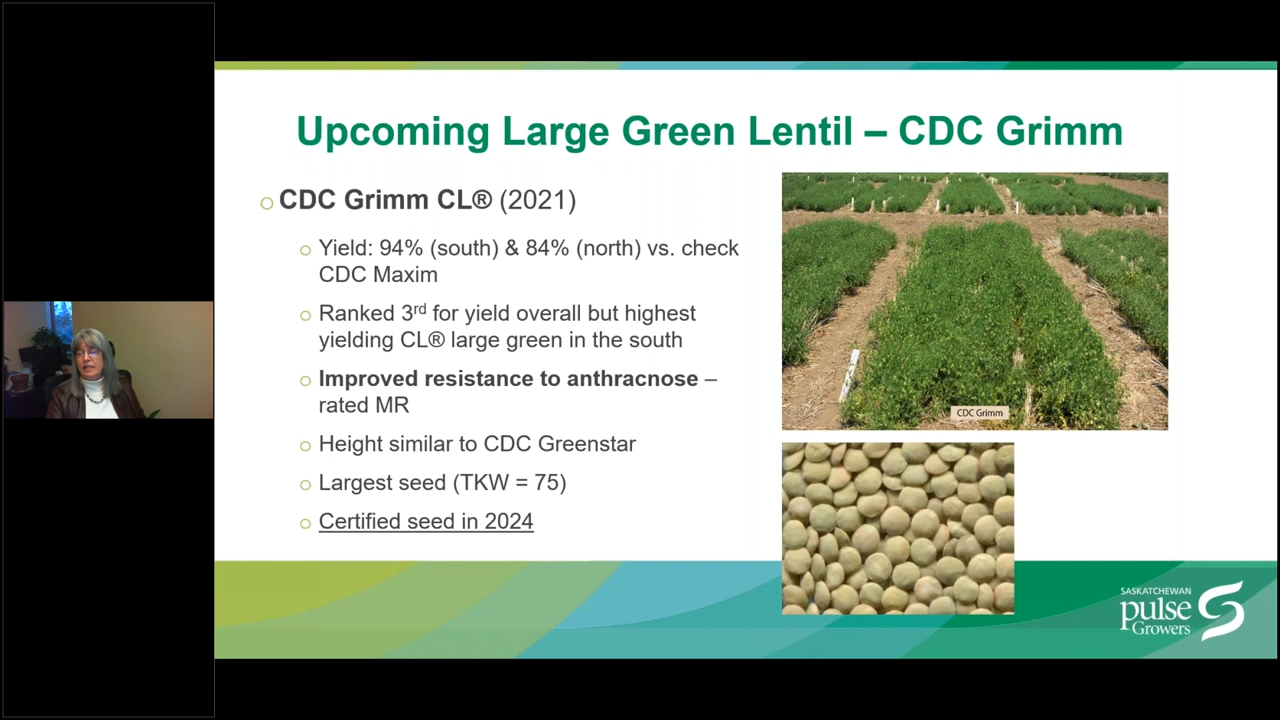 Upcoming Large Green Lentil – CDC Grimm
CDC Grimm CL® (2021)
Yield: 94% (south) & 84% (north) vs. check
CDC Maxim
Ranked 3rd for yield overall but highest
yielding CL® large green in the south
Improved resistance to anthracnose –
rated MR
Height similar to CDC Greenstar
Largest seed (TKW = 75)
Certified seed in 2024
CDC Grimm
SASKATCHEWAN
pulse
Growers